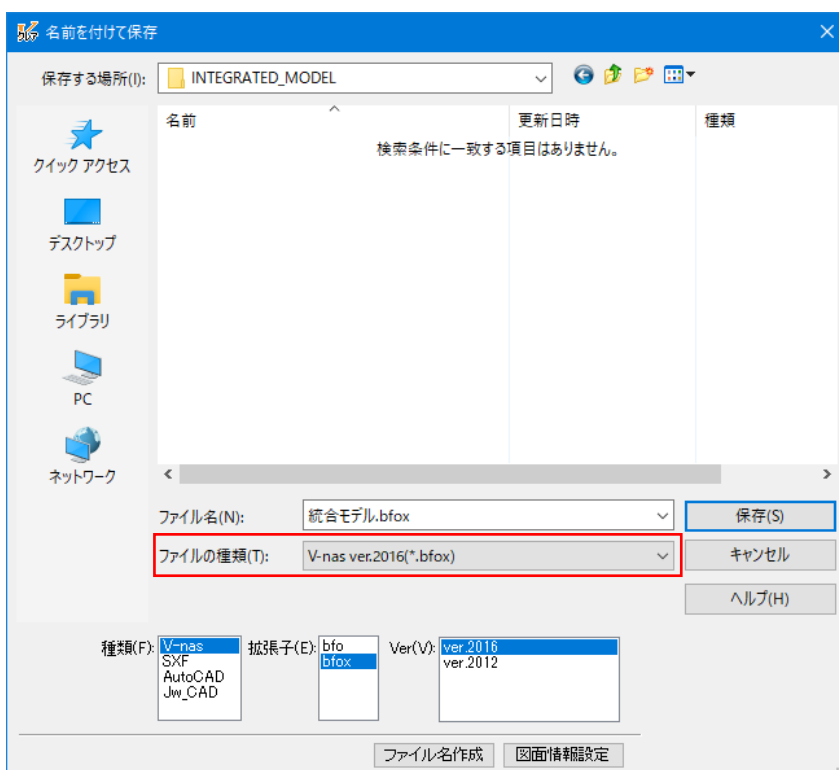 名前を付けて保存
保存する場所(I): INTEGRATED_MODEL
名前 更新日時 種類
検索条件に一致する項目はありません。
クイック アクセス
デスクトップ
ライブラリ
PC
ネットワーク
ファイル名(N): 統合モデル.bfox 保存(S)
ファイルの種類(T): V-nas ver.2016(*.bfox) キャンセル
ヘルプ(H)
種類(F): V-nas 拡張子(E): bfo Ver(V): ver.2016
SXF bfox ver.2012
AutoCAD
Jw_CAD
ファイル名作成 図面情報設定